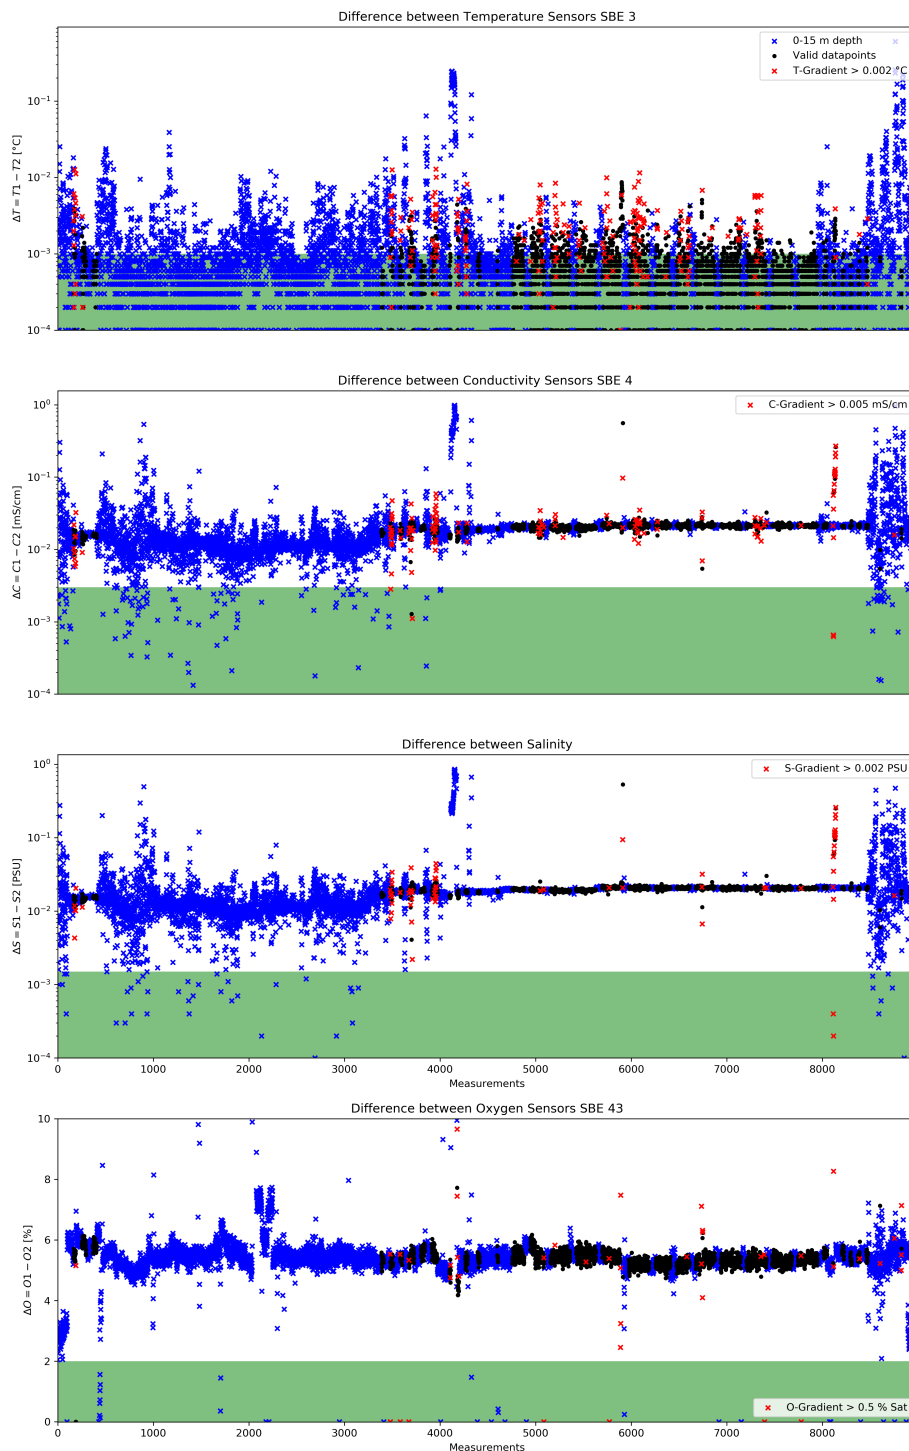 Difference between Temperature Sensors SBE 3
0-15 m depth
Valid datapoints
T-Gradient > 0.002 °C
10⁻¹
10⁻²
10⁻³
10⁻⁴
ΔT = T1 − T2 [°C]
Difference between Conductivity Sensors SBE 4
C-Gradient > 0.005 mS/cm
10⁰
10⁻¹
10⁻²
10⁻³
10⁻⁴
ΔC = C1 − C2 [mS/cm]
Difference between Salinity
S-Gradient > 0.002 PSU
10⁰
10⁻¹
10⁻²
10⁻³
10⁻⁴
ΔS = S1 − S2 [PSU]
0 1000 2000 3000 4000 5000 6000 7000 8000
Measurements
Difference between Oxygen Sensors SBE 43
10
8
6
4
2
0
ΔO = O1 − O2 [%]
O-Gradient > 0.5 % Sat
0 1000 2000 3000 4000 5000 6000 7000 8000
Measurements